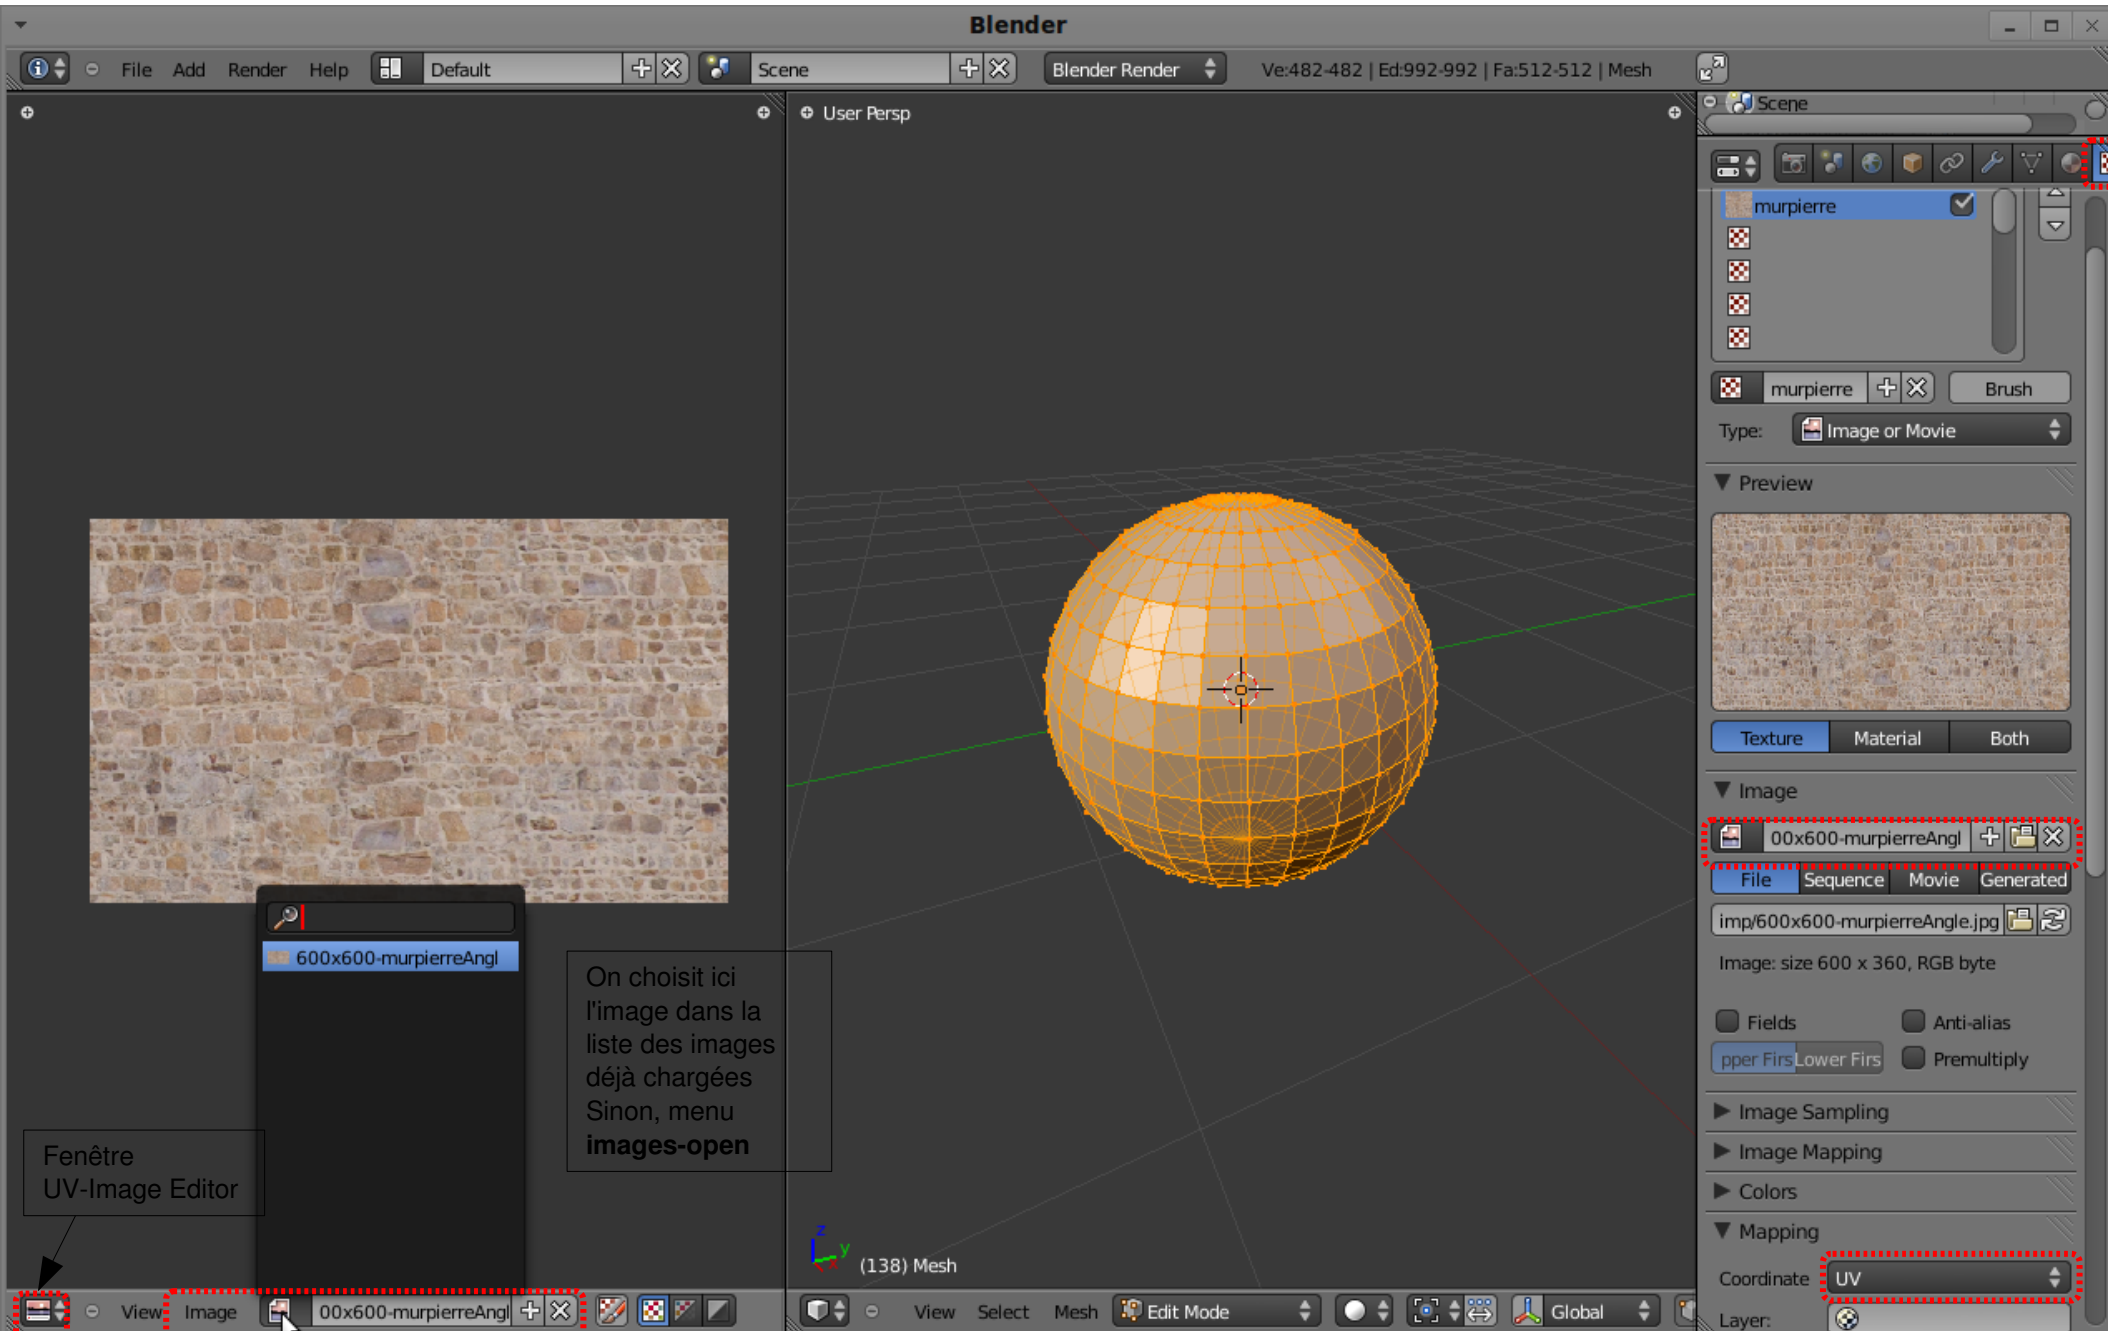 Blender
File Add Render Help Default Scene Blender Render Ve:482-482 | Ed:992-992 | Fa:512-512 | Mesh
User Persp
Scene
murpierre
murpierre Brush
Type: Image or Movie
Preview
Texture Material Both
Image
00x600-murpierreAngl
File Sequence Movie Generated
imp/600x600-murpierreAngle.jpg
Image: size 600 x 360, RGB byte
Fields Anti-alias
pper Firs Lower Firs Premultiply
Image Sampling
Image Mapping
Colors
Mapping
Coordinate UV
Layer:
600x600-murpierreAngl
On choisit ici
l'image dans la
liste des images
déjà chargées
Sinon, menu
images-open
Fenêtre
UV-Image Editor
z
y
x
(138) Mesh
View Image 00x600-murpierreAngl
View Select Mesh Edit Mode Global